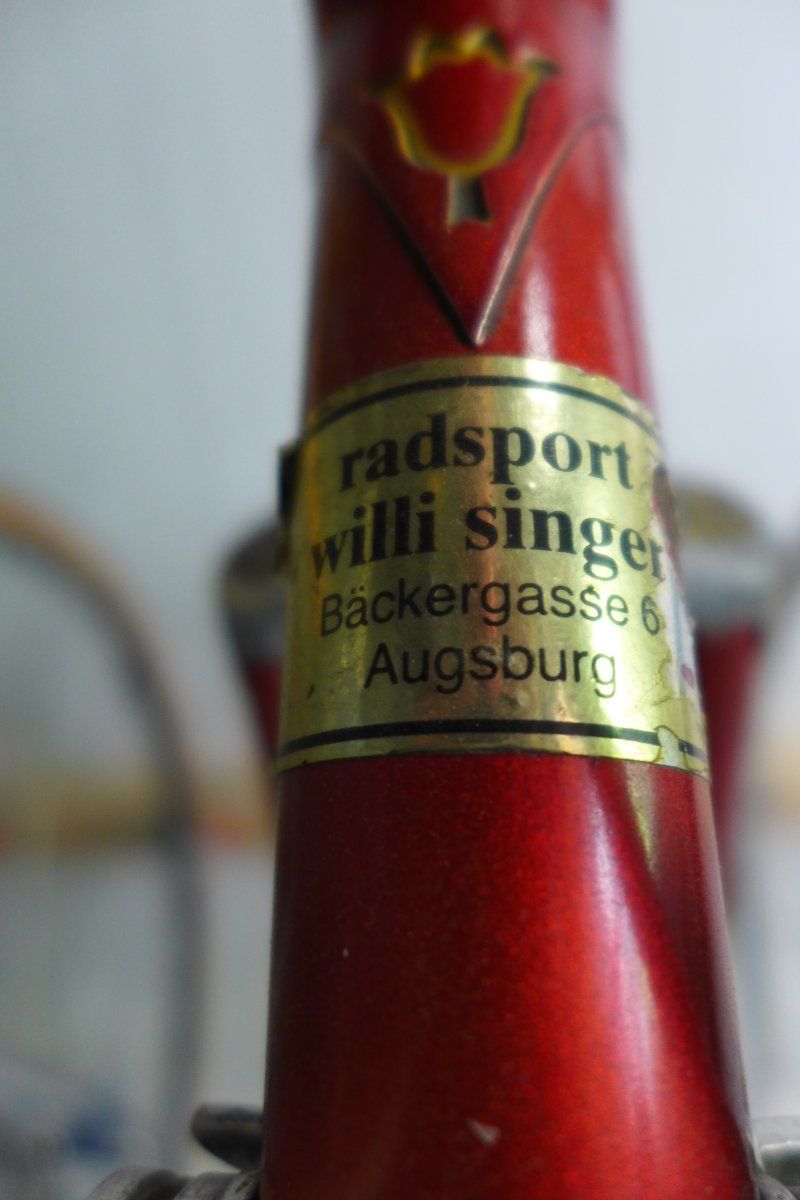 radsport
willi singer
Bäckergasse 6
Augsburg